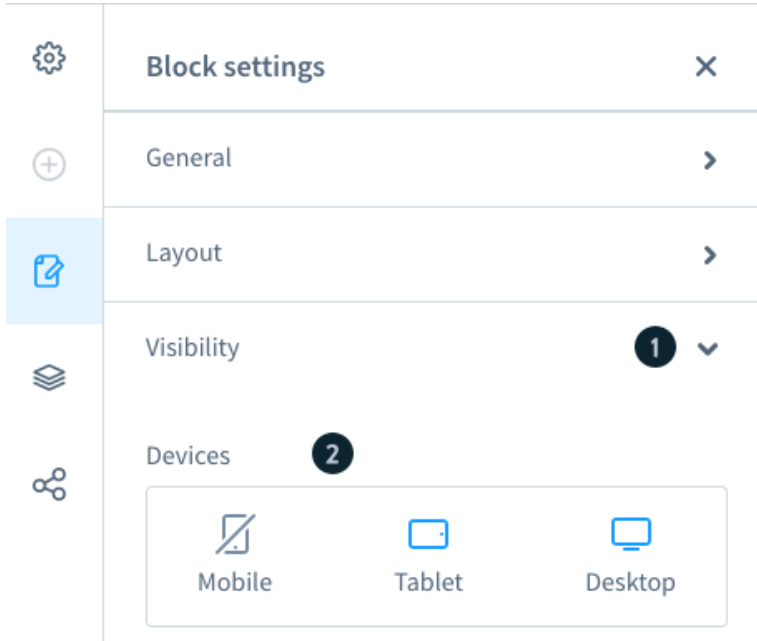 Block settings
General
Layout
Visibility 1
Devices 2
Mobile Tablet Desktop